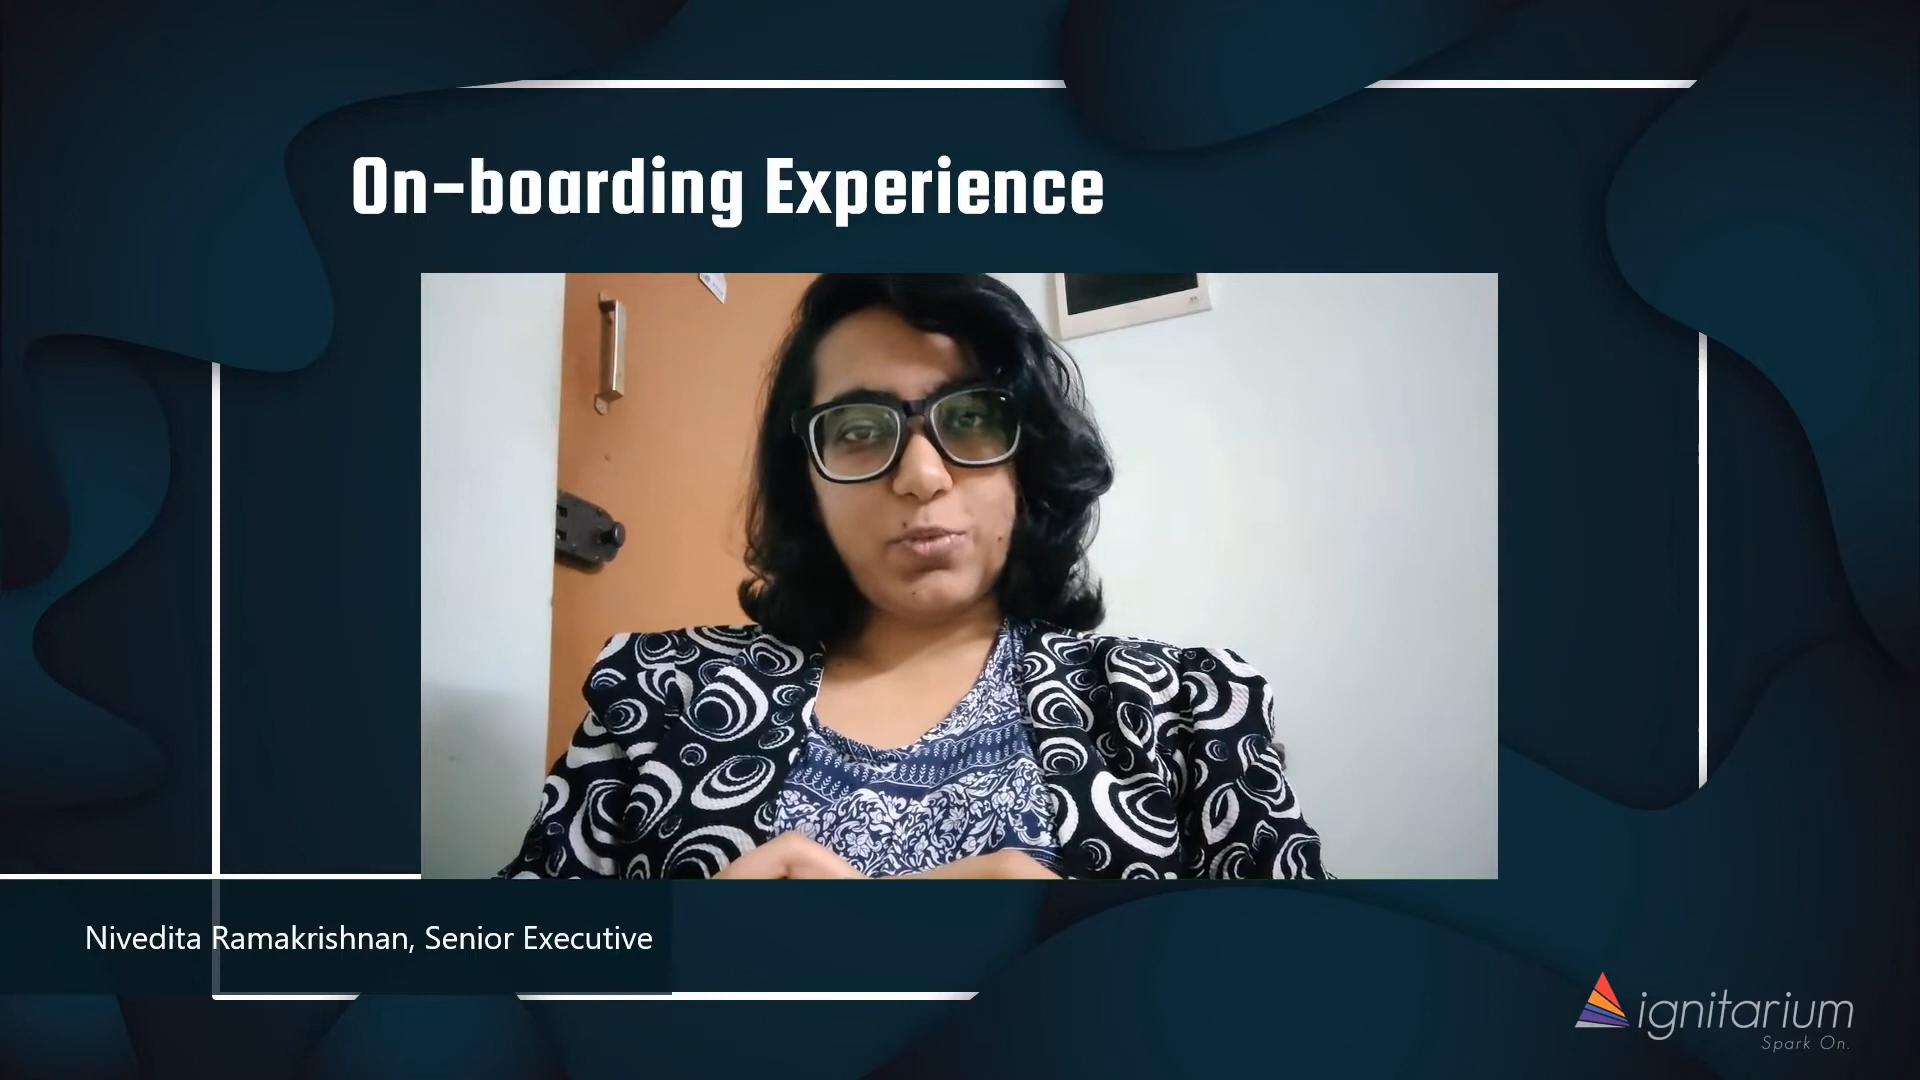 On-boarding Experience
Nivedita Ramakrishnan, Senior Executive
ignitarium
Spark On.